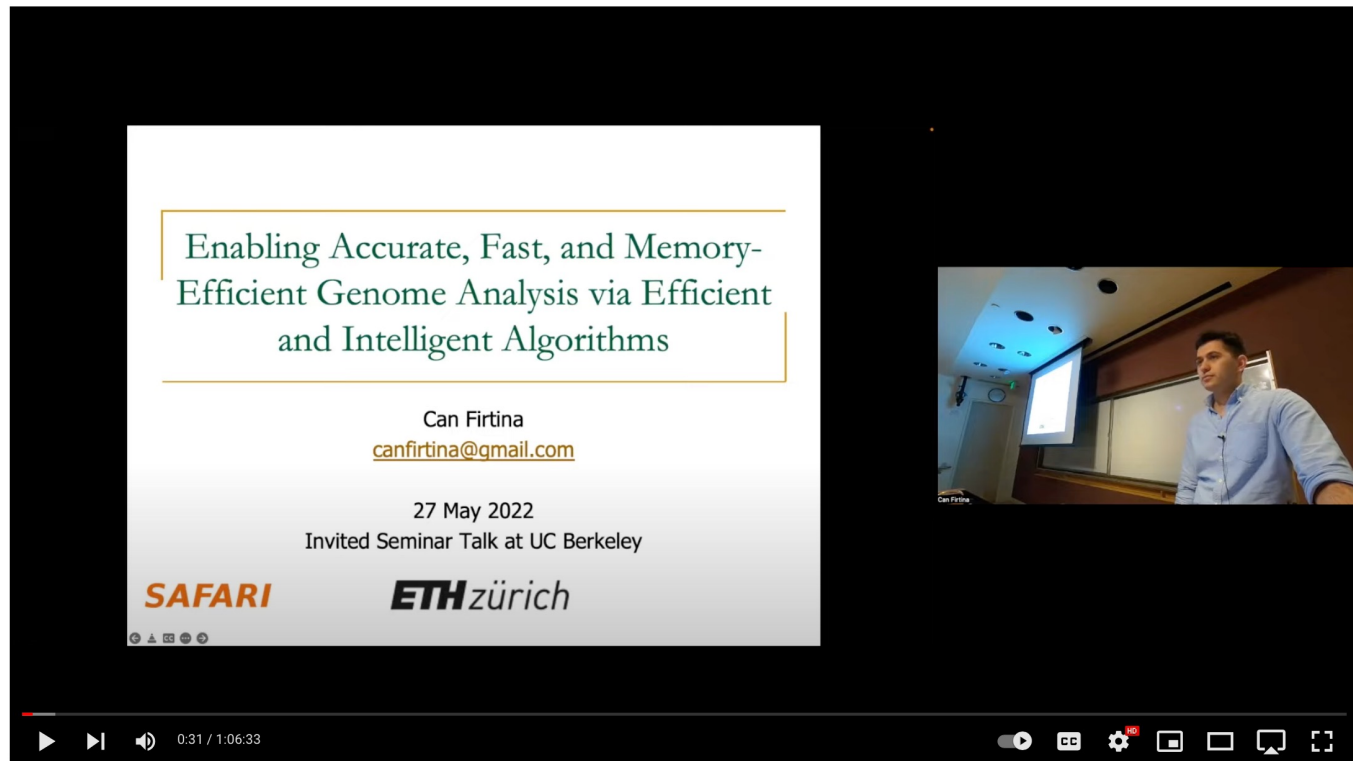 Enabling Accurate, Fast, and Memory-
Efficient Genome Analysis via Efficient
and Intelligent Algorithms
Can Firtina
canfirtina@gmail.com
27 May 2022
Invited Seminar Talk at UC Berkeley
SAFARI
ETH zürich
CC
Can Firtina
0:31 / 1:06:33
CC
HD